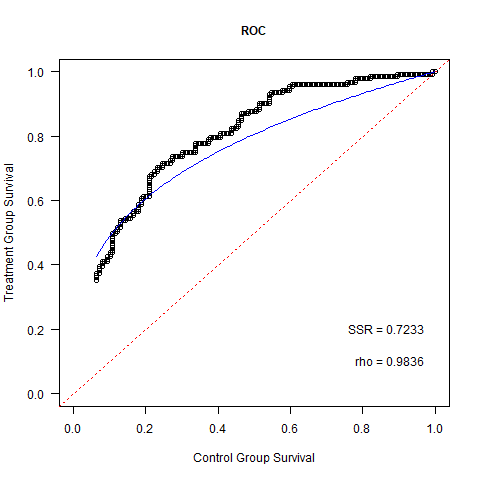 ROC
Treatment Group Survival
1.0
0.8
0.6
0.4
0.2
0.0
SSR = 0.7233
rho = 0.9836
0.0 0.2 0.4 0.6 0.8 1.0
Control Group Survival